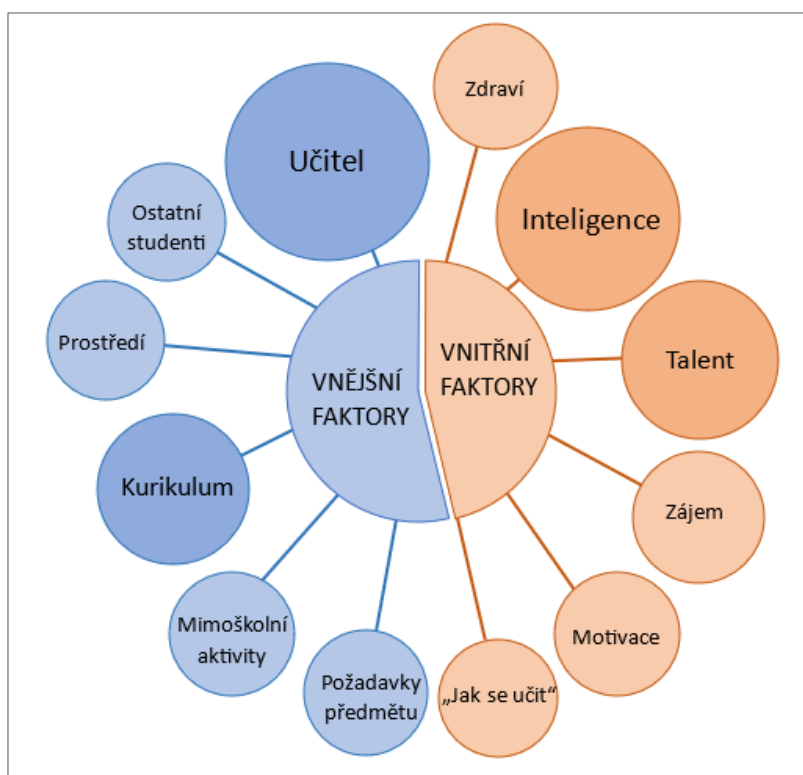 Zdraví
Učitel
Inteligence
Ostatní
studenti
Prostředí
VNĚJŠNÍ
FAKTORY
VNITŘNÍ
FAKTORY
Talent
Kurikulum
Zájem
Mimoškolní
aktivity
Motivace
Požadavky
předmětu
„Jak se učit“